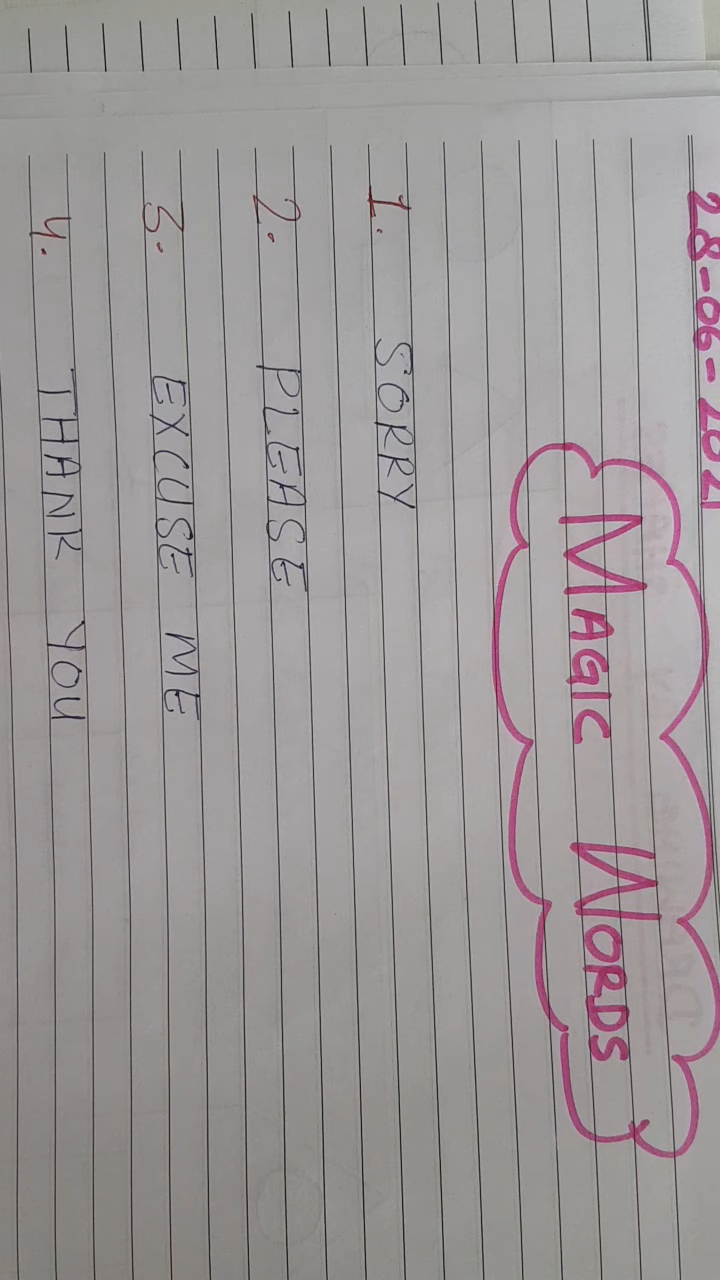 28-06-2021
MAGIC WORDS
1. SORRY
2. PLEASE
3. EXCUSE ME
4. THANK YOU